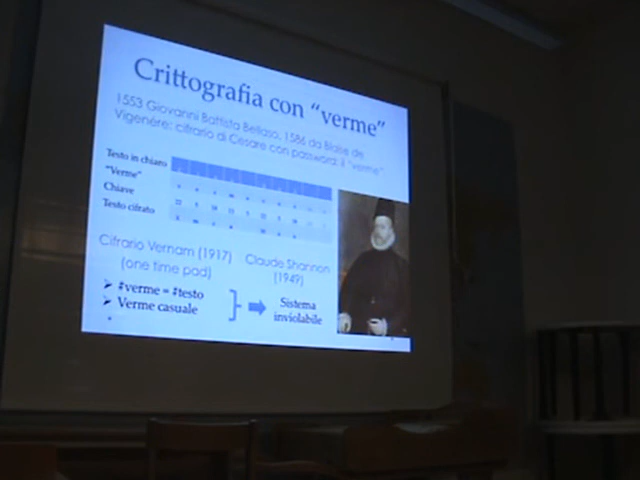 Crittografia con “verme”
1553 Giovanni Battista Bellaso, 1586 da Blaise de
Vigenére: cifrario di Cesare con password: il “verme”
Testo in chiaro
“Verme”
Chiave
Testo cifrato
Cifrario Vernam (1917)
(one time pad)
Claude Shannon
(1949)
➢ #verme = #testo
➢ Verme casuale
Sistema
inviolabile